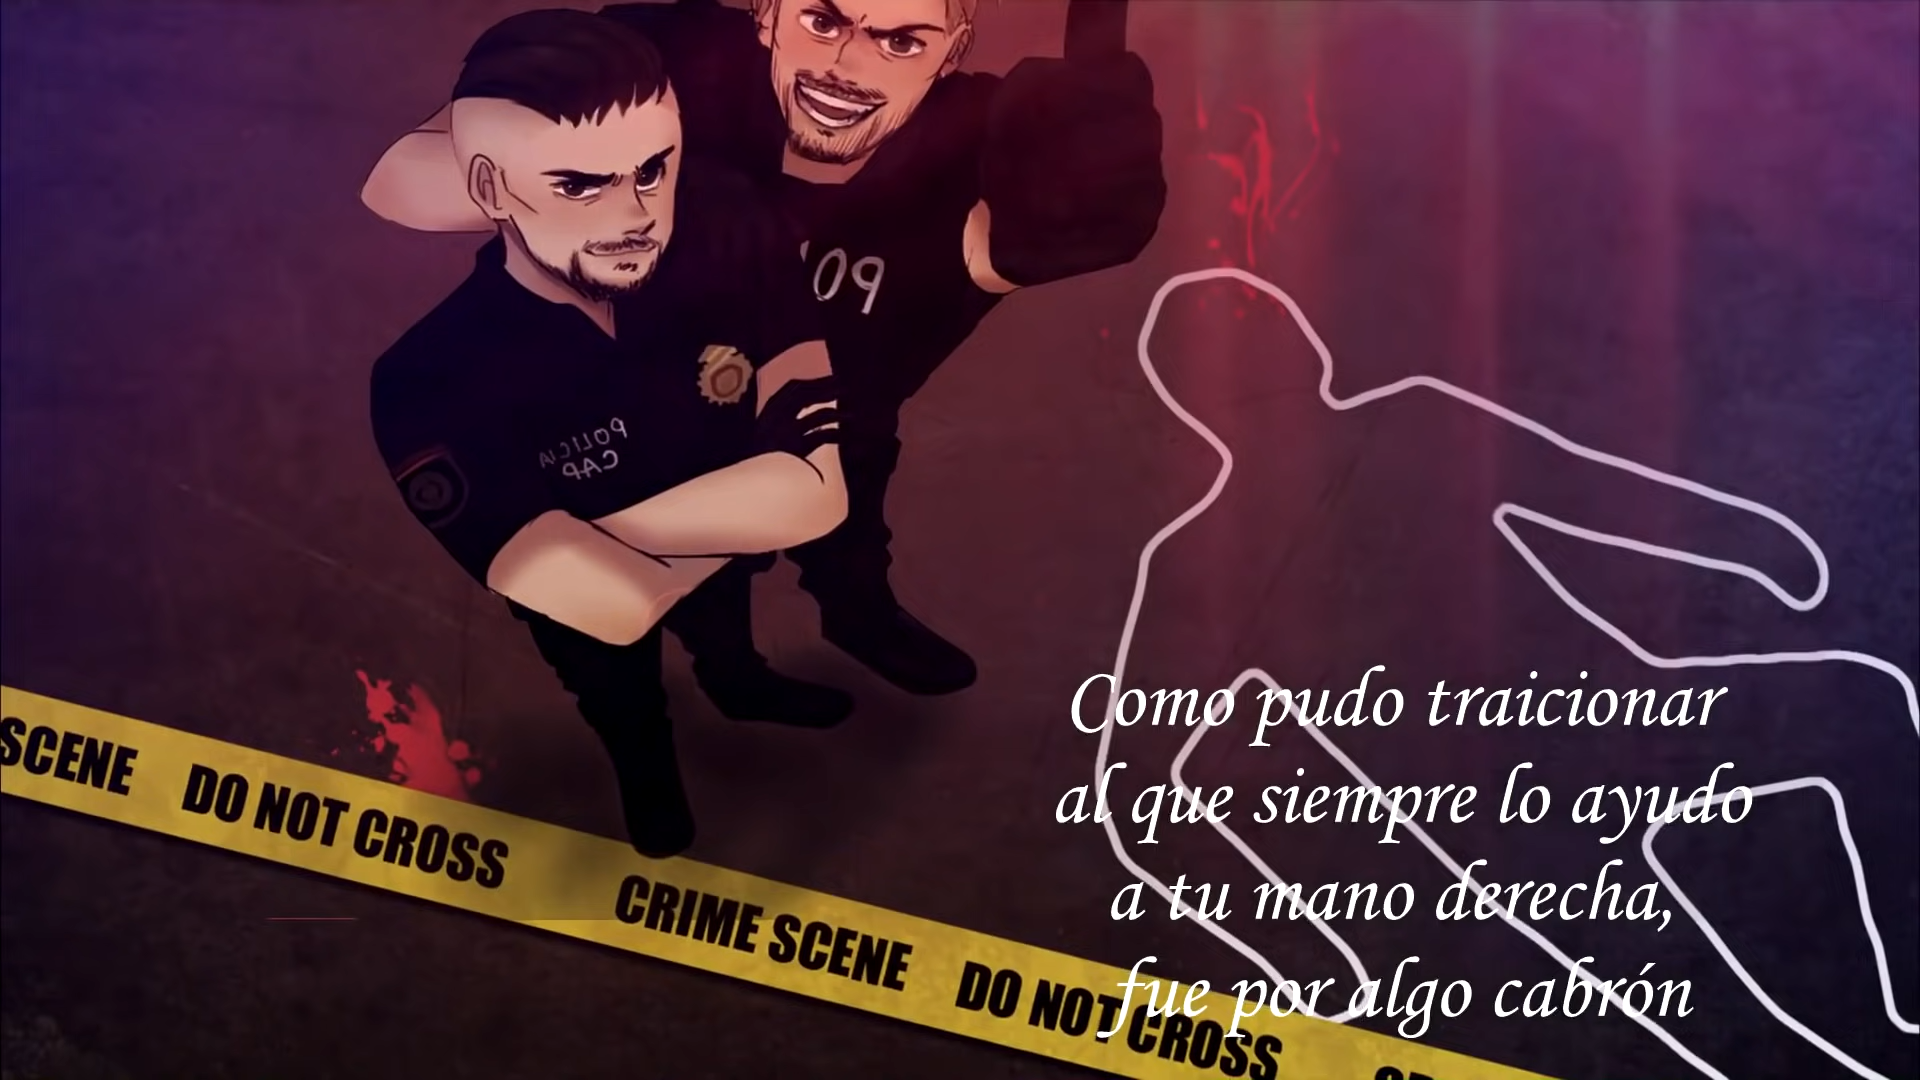 '09
POLICIA
CAP
SCENE DO NOT CROSS CRIME SCENE DO NOT CROSS
Como pudo traicionar
al que siempre lo ayudo
a tu mano derecha,
fue por algo cabrón